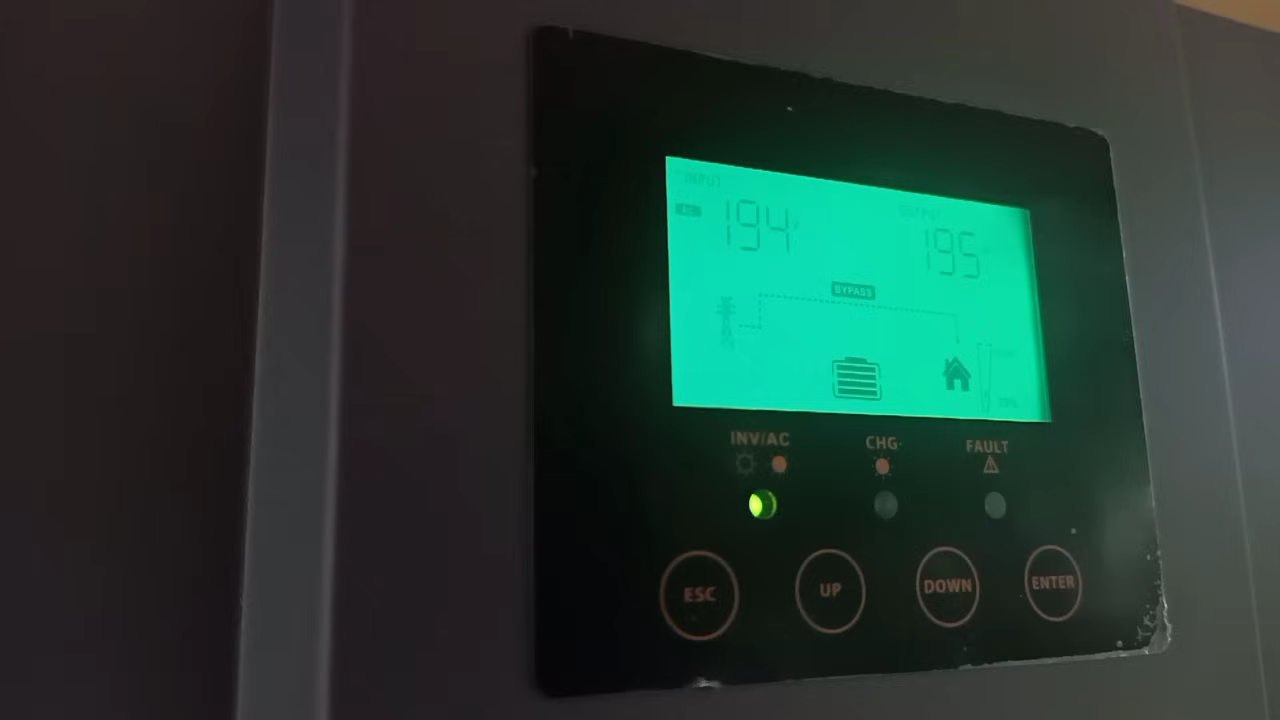 INPUT
AC 194 V
OUTPUT
195
BYPASS
INV/AC
CHG
FAULT
ESC
UP
DOWN
ENTER